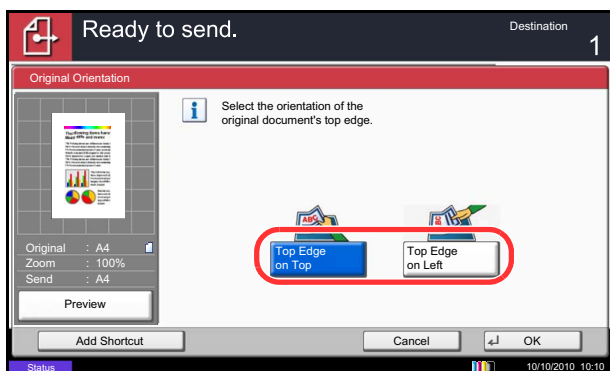 Ready to send.
Destination
1
Original Orientation
Select the orientation of the
original document's top edge.
ABC
ABC
Original : A4
Zoom : 100%
Send : A4
Top Edge
on Top
Top Edge
on Left
Preview
Add Shortcut
Cancel
OK
Status
10/10/2010 10:10